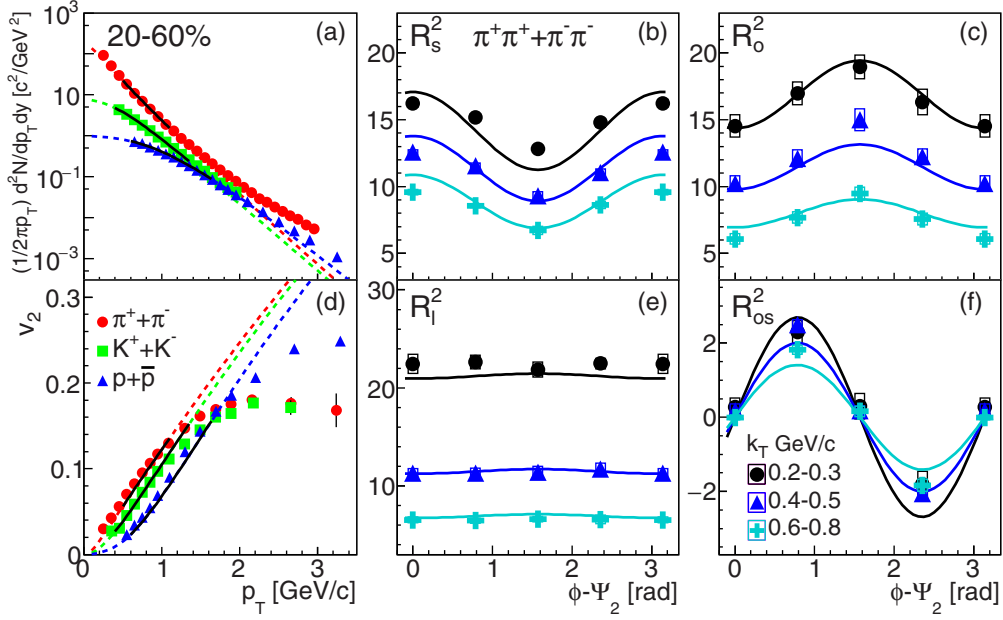 20-60%
(a)
(1/2πp_T) d²N/dp_Tdy [c²/GeV²]
10³
10
10⁻¹
10⁻³
R_s²
π⁺π⁺+π⁻π⁻
(b)
20
15
10
5
R_o²
(c)
20
15
10
5
(d)
v₂
0.3
0.2
0.1
0
π⁺+π⁻
K⁺+K⁻
p+p̅
0 1 2 3
p_T [GeV/c]
R_l²
(e)
30
20
10
0 1 2 3
ϕ-Ψ₂ [rad]
R_os²
(f)
2
0
−2
k_T GeV/c
0.2-0.3
0.4-0.5
0.6-0.8
0 1 2 3
ϕ-Ψ₂ [rad]